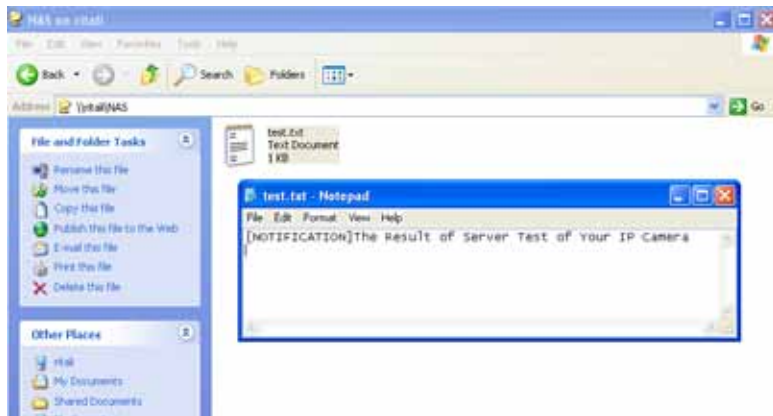 NAS on vitali
File Edit View Favorites Tools Help
Back Search Folders
Address \\vitali\NAS Go
File and Folder Tasks
Rename this file
Move this file
Copy this file
Publish this file to the Web
E-mail this file
Print this file
Delete this file
test.txt
Text Document
1 KB
test.txt - Notepad
File Edit Format View Help
[NOTIFICATION]The Result of Server Test of Your IP Camera
Other Places
vitali
My Documents
Shared Documents